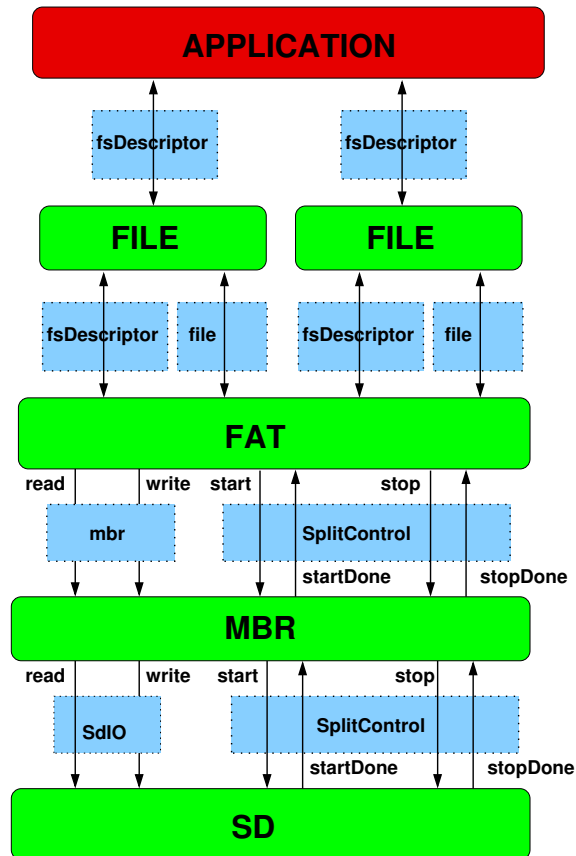 APPLICATION
fsDescriptor
fsDescriptor
FILE
FILE
fsDescriptor
file
fsDescriptor
file
FAT
read
write
start
stop
mbr
SplitControl
startDone
stopDone
MBR
read
write
start
stop
SdIO
SplitControl
startDone
stopDone
SD